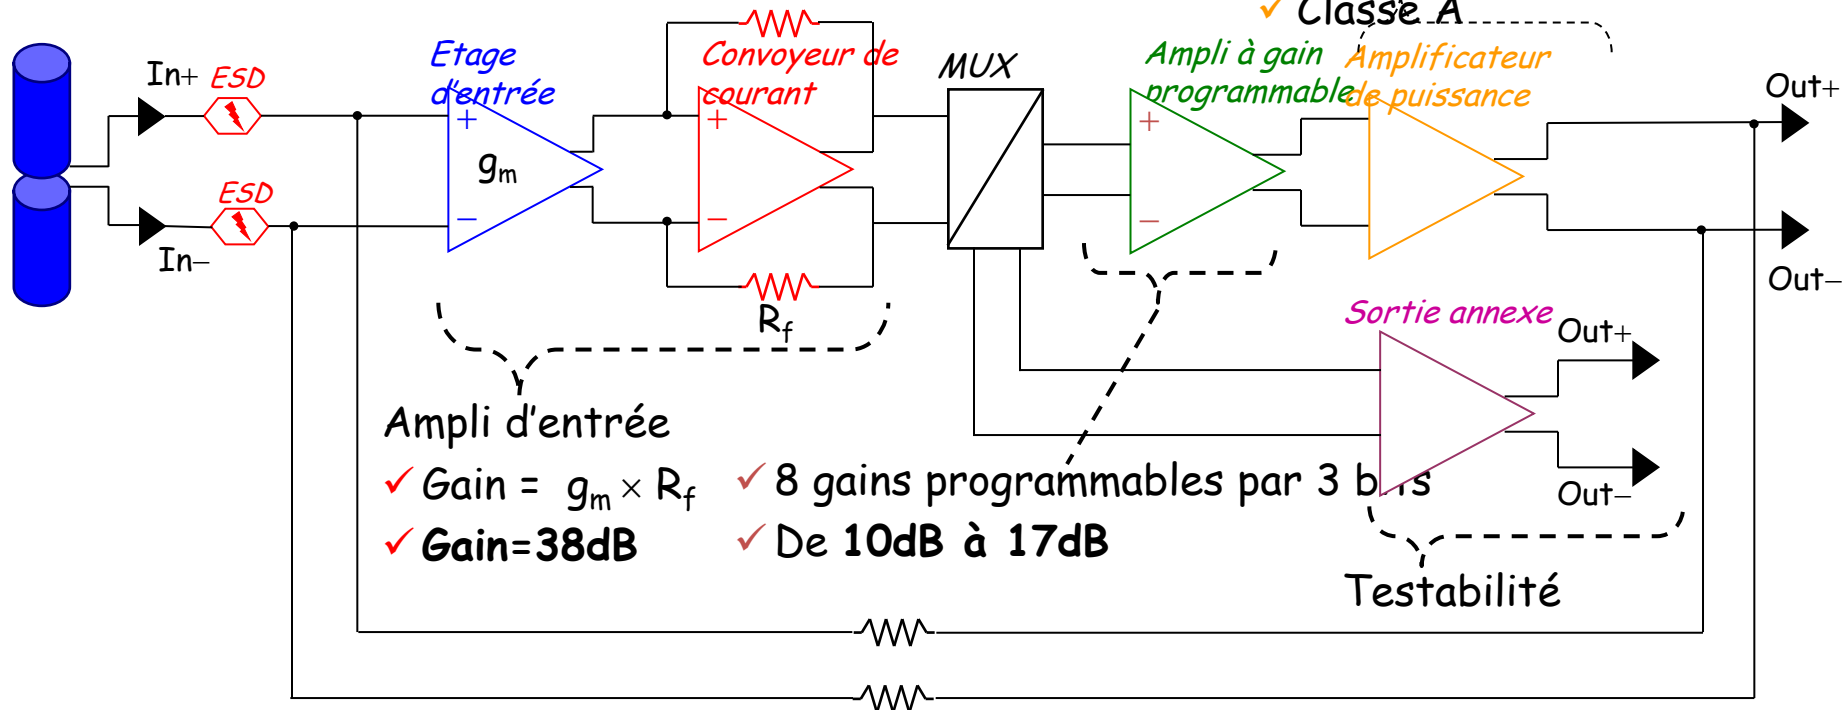 ✓ Classe A
In+
ESD
Etage
d'entrée
Convoyeur de
courant
MUX
Ampli à gain
programmable
Amplificateur
de puissance
Out+
+
+
+
gm
ESD
−
−
−
In−
Out−
Rf
Sortie annexe
Out+
Ampli d'entrée
✓ Gain = gm × Rf
✓ Gain=38dB
✓ 8 gains programmables par 3 bits
✓ De 10dB à 17dB
Out−
Testabilité